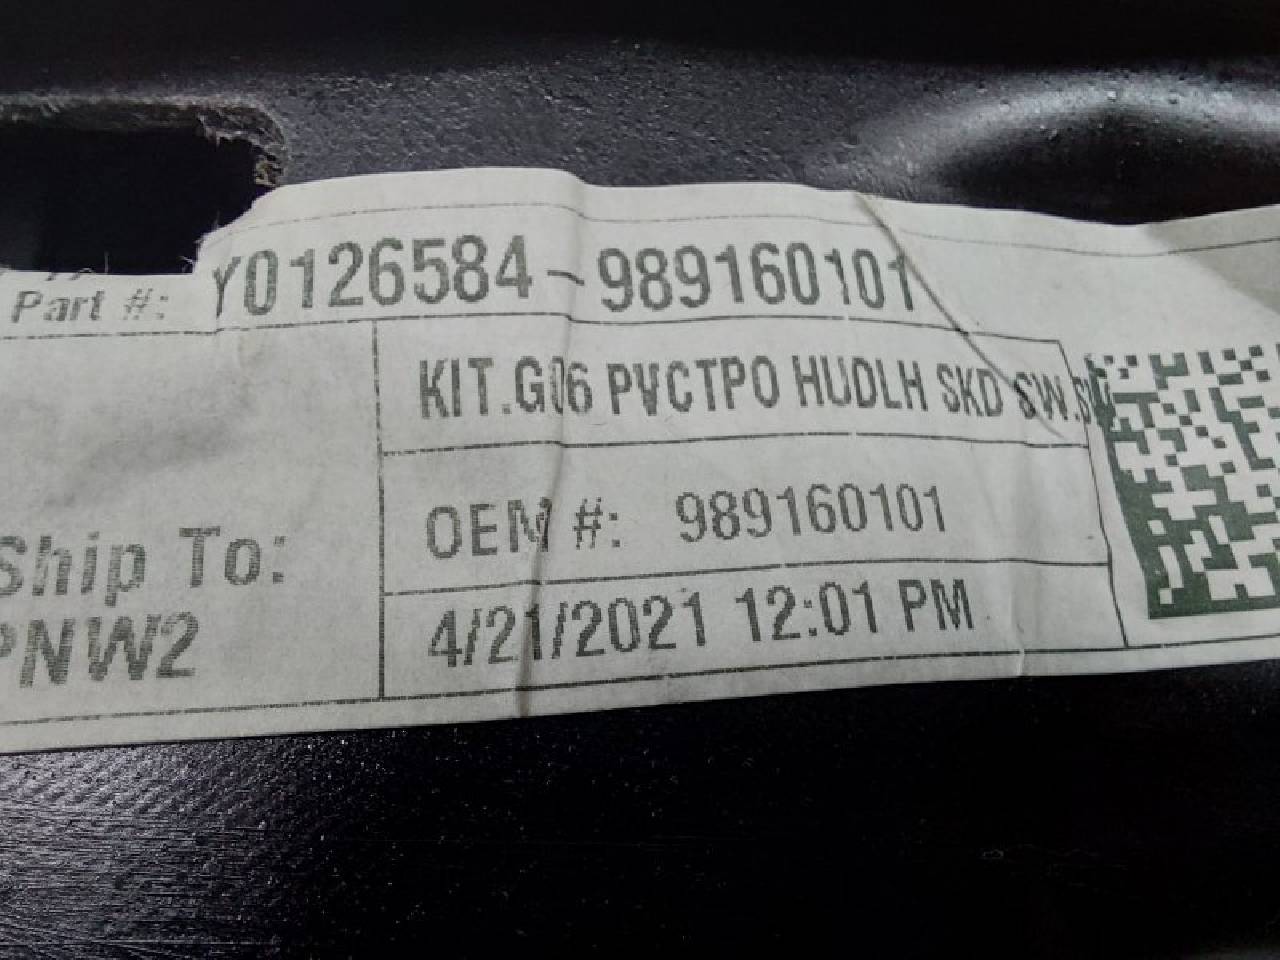 Part #: Y0126584-989160101
KIT.G06 PVCTPO HUDLH SKD SW.
OEM #: 989160101
Ship To:
PNW2
4/21/2021 12:01 PM